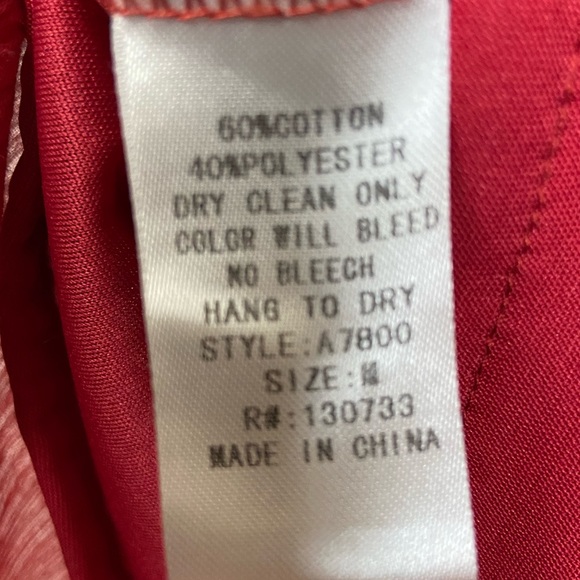 60%COTTON
40%POLYESTER
DRY CLEAN ONLY
COLOR WILL BLEED
NO BLEECH
HANG TO DRY
STYLE:A7800
SIZE:M
R#:130733
MADE IN CHINA